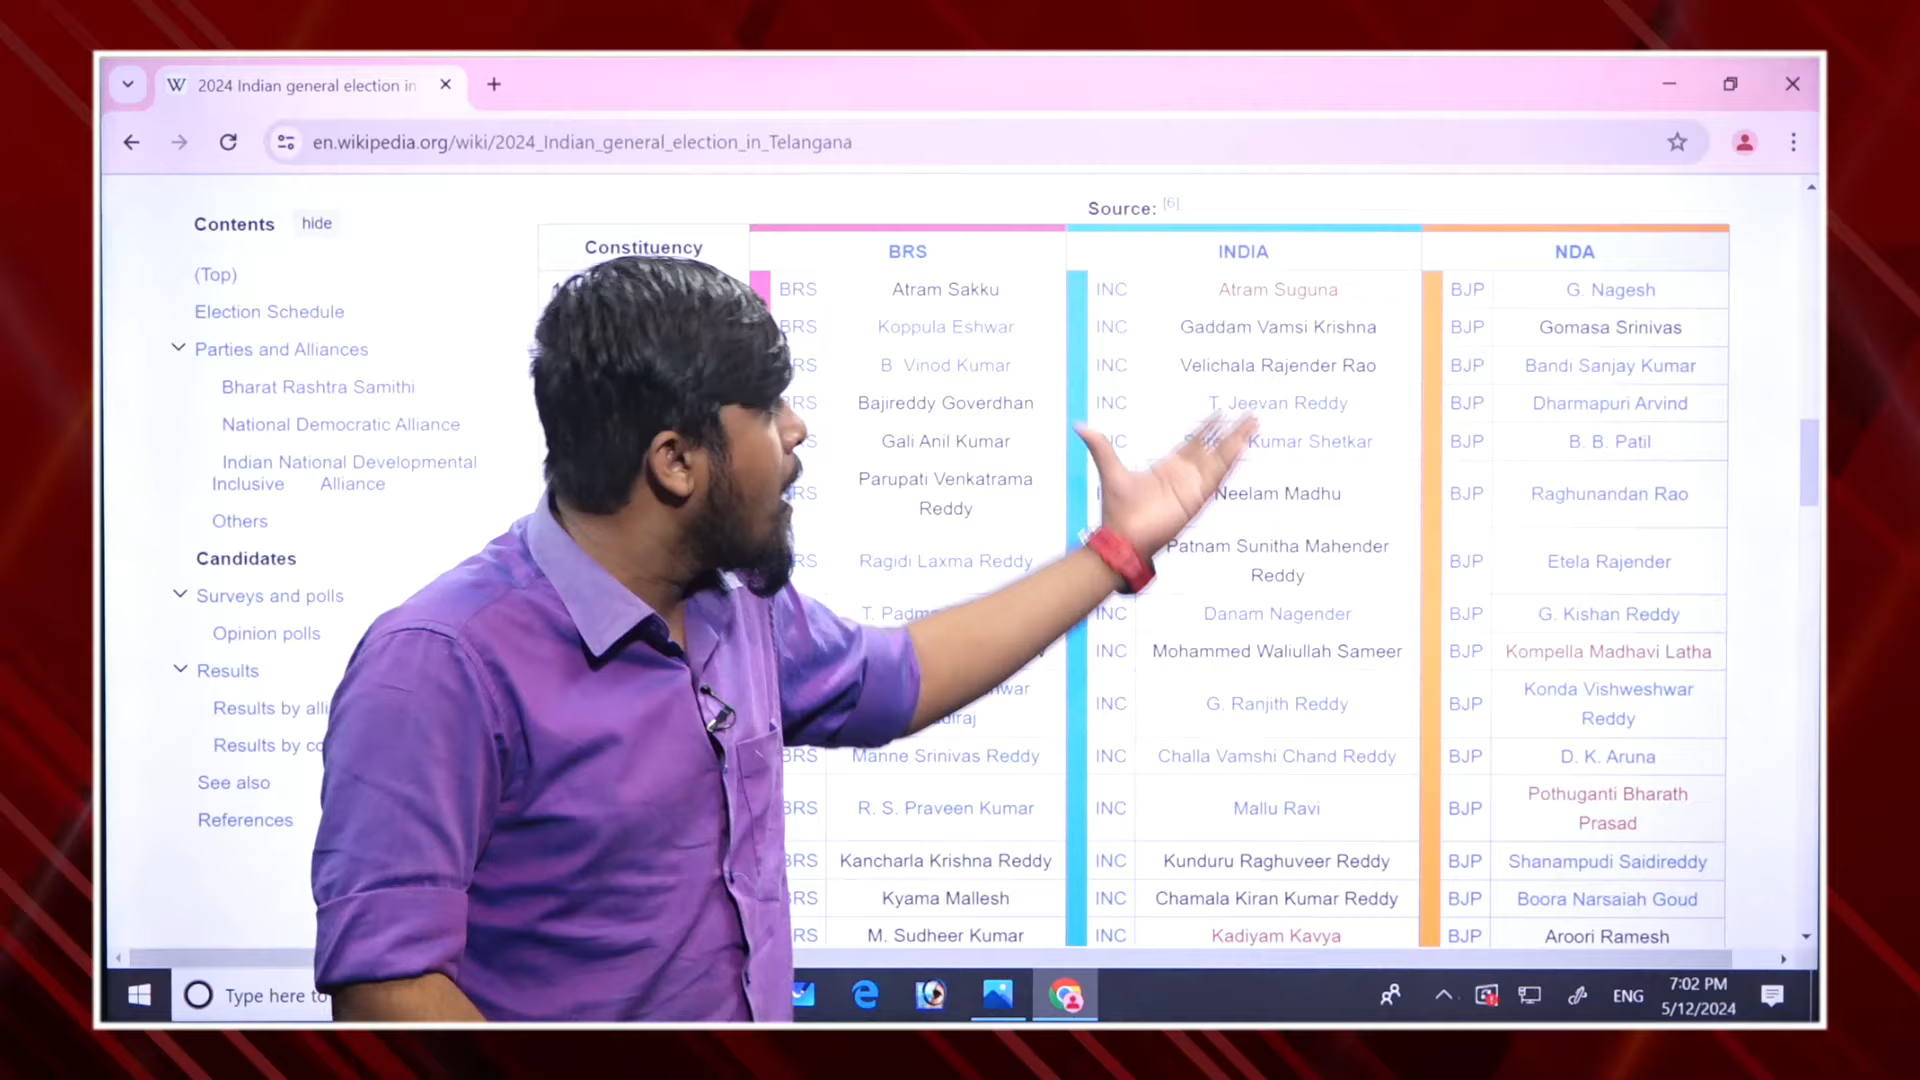 2024 Indian general election in
en.wikipedia.org/wiki/2024_Indian_general_election_in_Telangana
Contents hide
(Top)
Election Schedule
Parties and Alliances
Bharat Rashtra Samithi
National Democratic Alliance
Indian National Developmental
Inclusive Alliance
Others
Candidates
Surveys and polls
Opinion polls
Results
Results by
Results by
See also
References
Source: [6]
Constituency BRS INDIA NDA
BRS Atram Sakku INC Atram Suguna BJP G. Nagesh
BRS Koppula Eshwar INC Gaddam Vamsi Krishna BJP Gomasa Srinivas
B Vinod Kumar INC Velichala Rajender Rao BJP Bandi Sanjay Kumar
Bajireddy Goverdhan INC T. Jeevan Reddy BJP Dharmapuri Arvind
Gali Anil Kumar Kumar Shetkar BJP B. B. Patil
Parupati Venkatrama
Reddy Neelam Madhu BJP Raghunandan Rao
Ragidi Laxma Reddy Patnam Sunitha Mahender
Reddy BJP Etela Rajender
T. INC Danam Nagender BJP G. Kishan Reddy
INC Mohammed Waliullah Sameer BJP Kompella Madhavi Latha
INC G. Ranjith Reddy BJP Konda Vishweshwar
Reddy
BRS Manne Srinivas Reddy INC Challa Vamshi Chand Reddy BJP D. K. Aruna
BRS R. S. Praveen Kumar INC Mallu Ravi BJP Pothuganti Bharath
Prasad
BRS Kancharla Krishna Reddy INC Kunduru Raghuveer Reddy BJP Shanampudi Saidireddy
BRS Kyama Mallesh INC Chamala Kiran Kumar Reddy BJP Boora Narsaiah Goud
M. Sudheer Kumar INC Kadiyam Kavya BJP Aroori Ramesh
Type here to
ENG
7:02 PM
5/12/2024